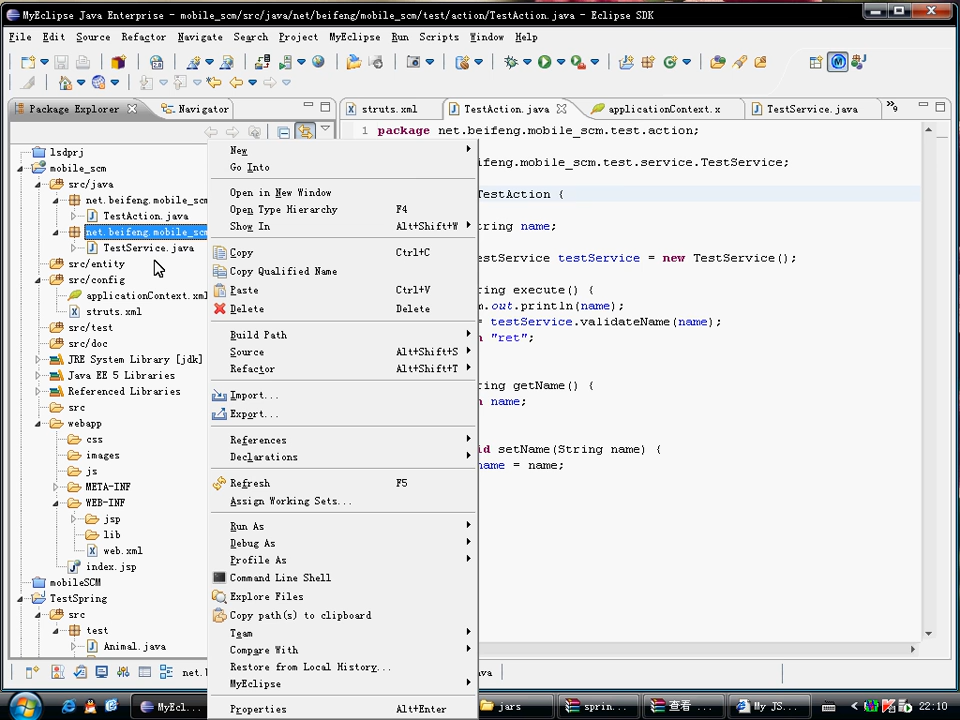 MyEclipse Java Enterprise - mobile_scm/src/java/net/beifeng/mobile_scm/test/action/TestAction.java - Eclipse SDK
File Edit Source Refactor Navigate Search Project MyEclipse Run Scripts Window Help
Package Explorer
Navigator
struts.xml
TestAction.java
applicationContext.x
TestService.java
»9
lsdprj
mobile_scm
src/java
net.beifeng.mobile_scm
TestAction.java
net.beifeng.mobile_scm
TestService.java
src/entity
src/config
applicationContext.xml
struts.xml
src/test
src/doc
JRE System Library [jdk]
Java EE 5 Libraries
Referenced Libraries
src
webapp
css
images
js
META-INF
WEB-INF
jsp
lib
web.xml
index.jsp
mobileSCM
TestSpring
src
test
Animal.java
New
Go Into
Open in New Window
Open Type Hierarchy F4
Show In Alt+Shift+W
Copy Ctrl+C
Copy Qualified Name
Paste Ctrl+V
Delete Delete
Build Path
Source Alt+Shift+S
Refactor Alt+Shift+T
Import...
Export...
References
Declarations
Refresh F5
Assign Working Sets...
Run As
Debug As
Profile As
Command Line Shell
Explore Files
Copy path(s) to clipboard
Team
Compare With
Restore from Local History...
MyEclipse
Properties Alt+Enter
1 package net.beifeng.mobile_scm.test.action;
ifeng.mobile_scm.test.service.TestService;
TestAction {
tring name;
estService testService = new TestService();
ring execute() {
m.out.println(name);
= testService.validateName(name);
n "ret";
ring getName() {
n name;
id setName(String name) {
name = name;
net.b
ava
MyEcl...
jars
sprin...
查看 ...
My JS...
22:10